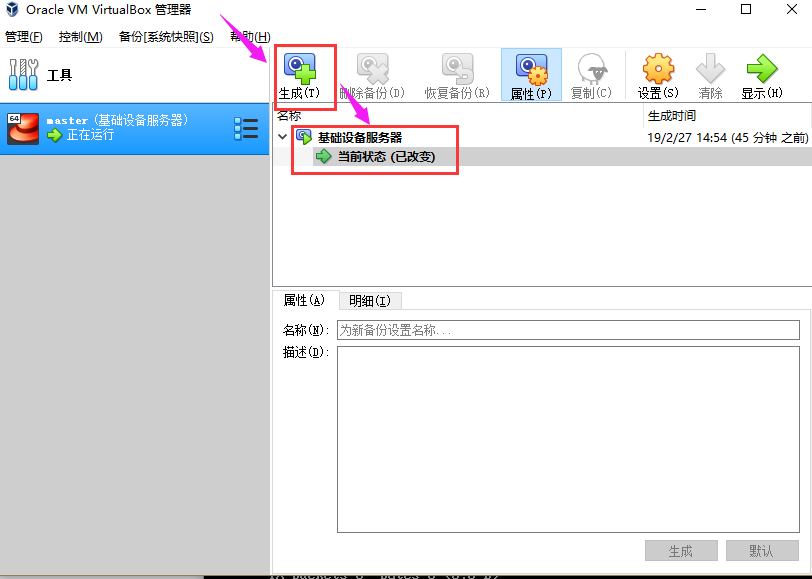 Oracle VM VirtualBox 管理器
管理(F) 控制(M) 备份[系统快照](S) 帮助(H)
工具
生成(T) 删除备份(D) 恢复备份(R) 属性(P) 复制(C) 设置(S) 清除 显示(H)
64 master (基础设备服务器)
正在运行
名称 生成时间
基础设备服务器 19/2/27 14:54 (45 分钟 之前)
当前状态 (已改变)
属性(A) 明细(I)
名称(N): 为新备份设置名称...
描述(D):
生成 默认